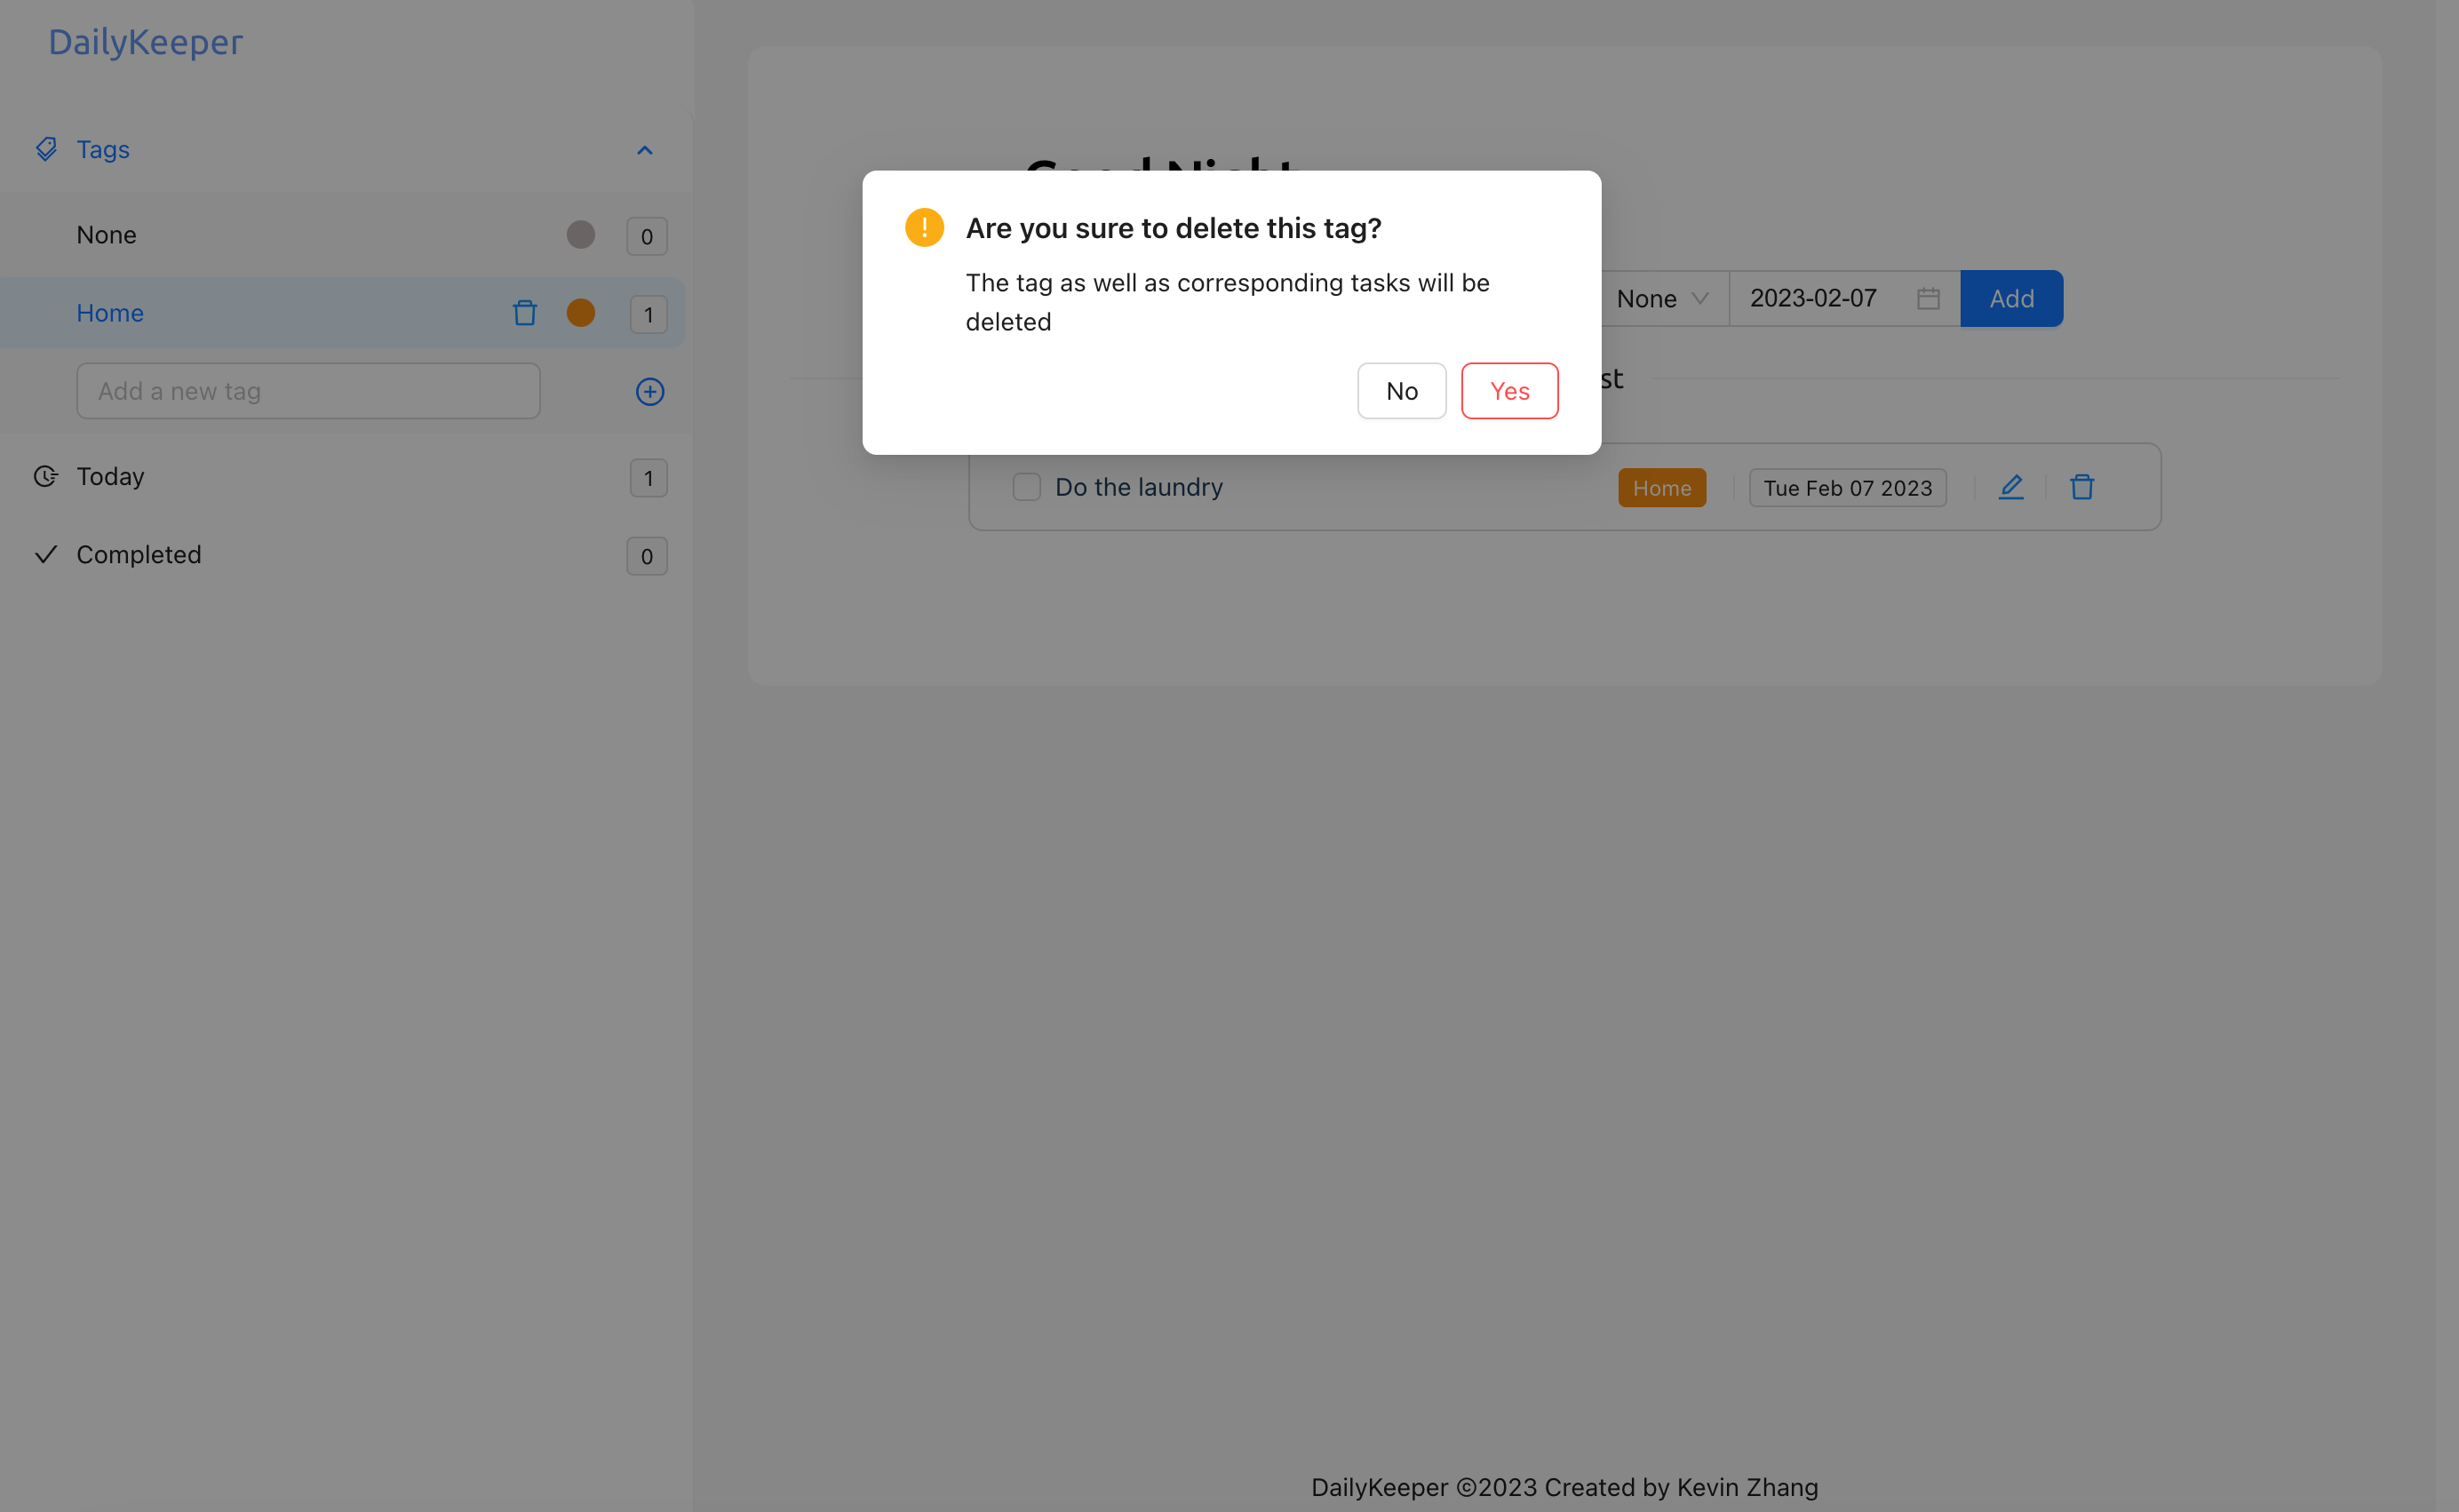 DailyKeeper
Tags
None 0
Home 1
Add a new tag
Today 1
Completed 0
Are you sure to delete this tag?
The tag as well as corresponding tasks will be
deleted
No Yes
None 2023-02-07 Add
st
Do the laundry Home Tue Feb 07 2023
DailyKeeper ©2023 Created by Kevin Zhang